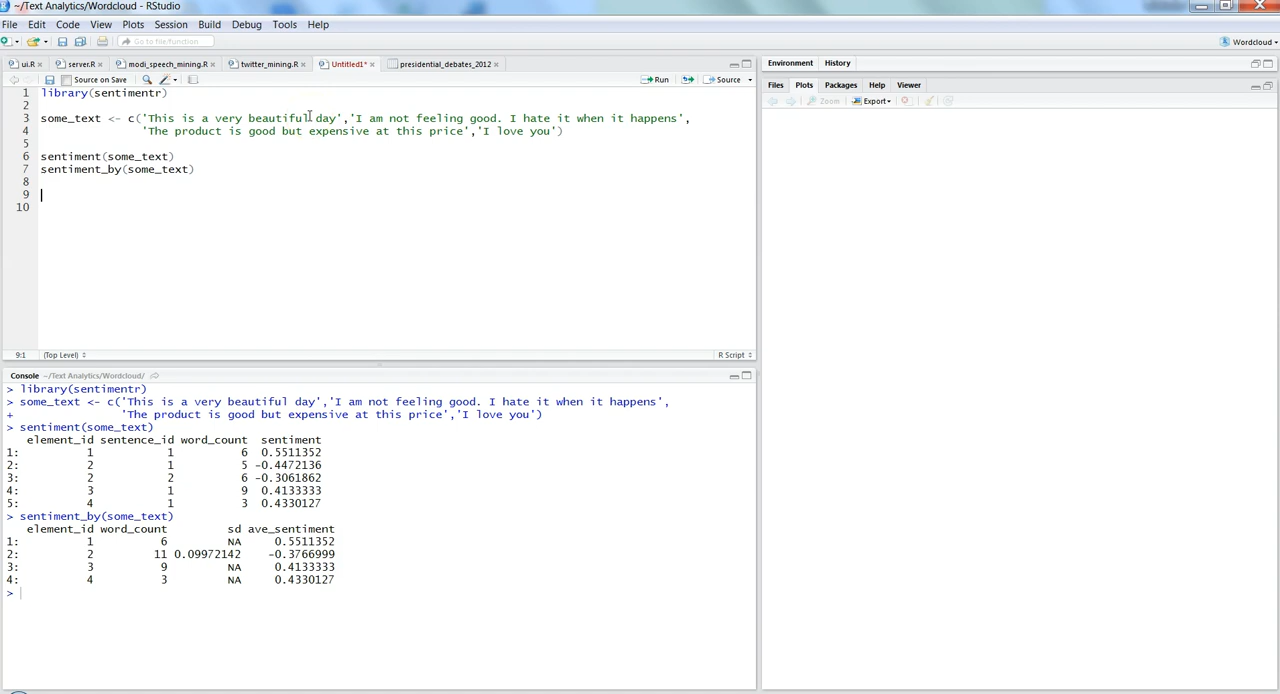 ~/Text Analytics/Wordcloud - RStudio
File Edit Code View Plots Session Build Debug Tools Help
Go to file/function Wordcloud
ui.R server.R modi_speech_mining.R twitter_mining.R Untitled1* presidential_debates_2012
Source on Save Run Source
1 library(sentimentr)
2
3 some_text <- c('This is a very beautiful day','I am not feeling good. I hate it when it happens',
4 'The product is good but expensive at this price','I love you')
5
6 sentiment(some_text)
7 sentiment_by(some_text)
8
9
10
9:1 (Top Level) R Script
Console ~/Text Analytics/Wordcloud/
> library(sentimentr)
> some_text <- c('This is a very beautiful day','I am not feeling good. I hate it when it happens',
+ 'The product is good but expensive at this price','I love you')
> sentiment(some_text)
element_id sentence_id word_count sentiment
1: 1 1 6 0.5511352
2: 2 1 5 -0.4472136
3: 2 2 6 -0.3061862
4: 3 1 9 0.4133333
5: 4 1 3 0.4330127
> sentiment_by(some_text)
element_id word_count sd ave_sentiment
1: 1 6 NA 0.5511352
2: 2 11 0.09972142 -0.3766999
3: 3 9 NA 0.4133333
4: 4 3 NA 0.4330127
>
Environment History
Files Plots Packages Help Viewer
Zoom Export